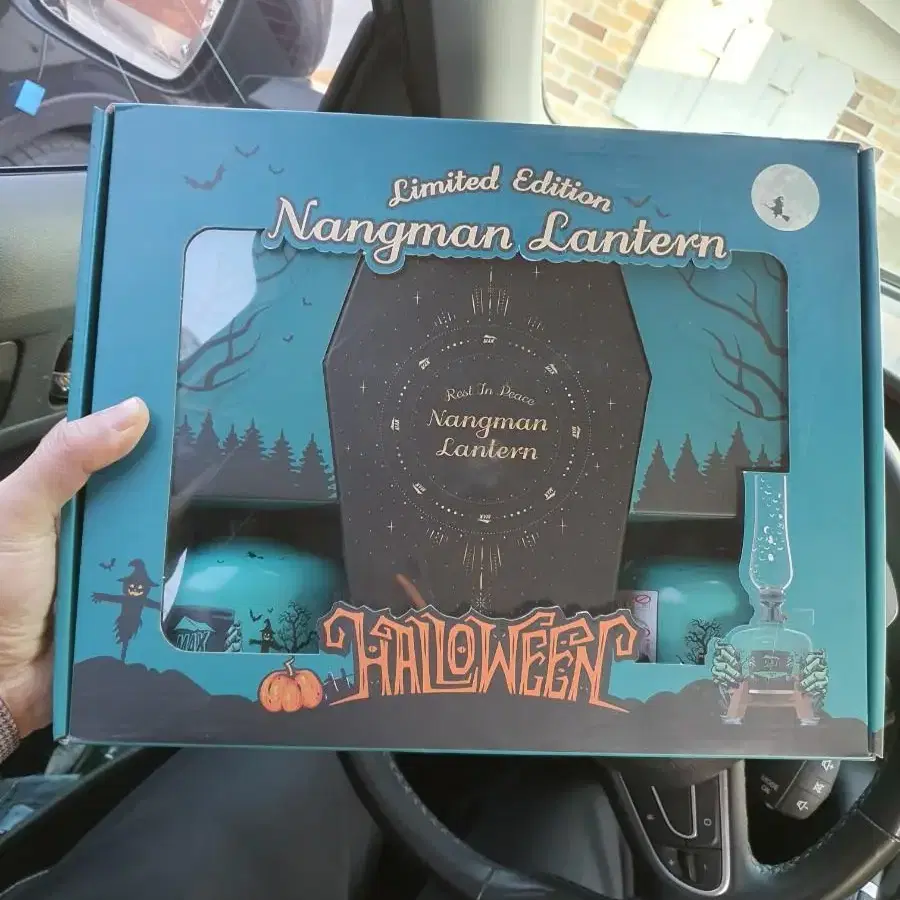 Limited Edition
Nangman Lantern
Rest In Peace
Nangman
Lantern
HALLOWEEN